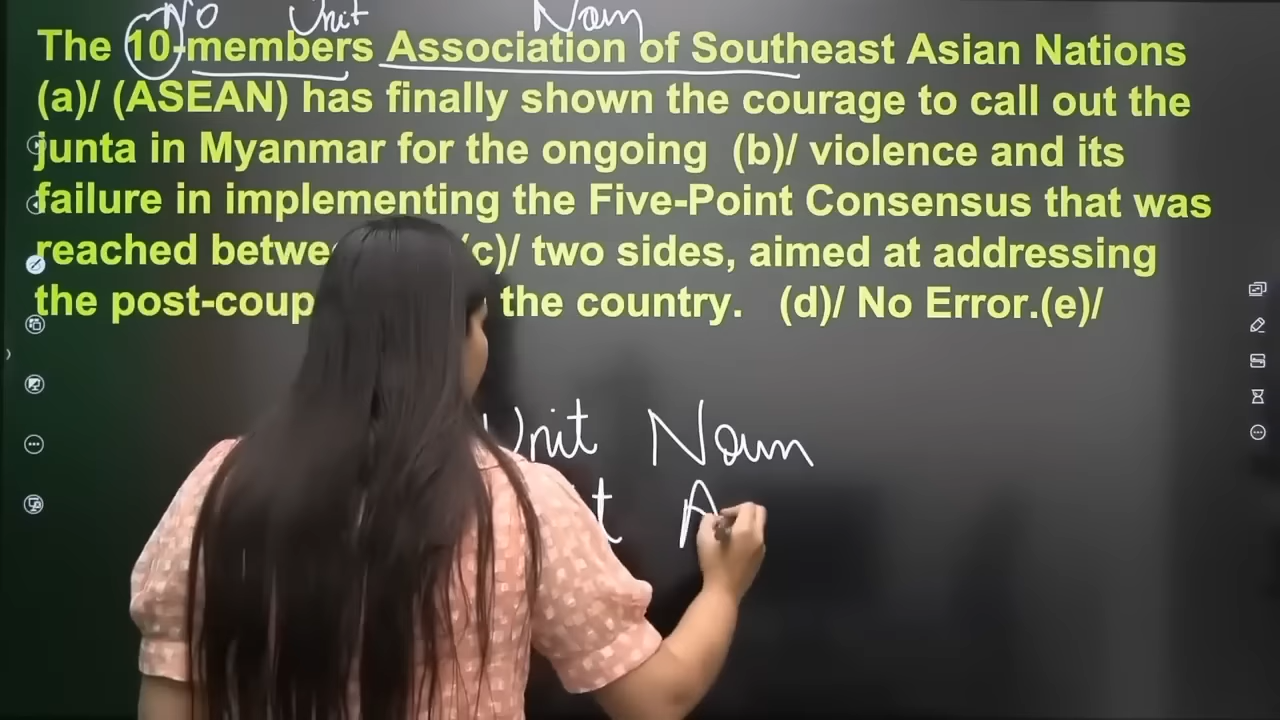 No Unit Noun
The 10-members Association of Southeast Asian Nations
(a)/ (ASEAN) has finally shown the courage to call out the
junta in Myanmar for the ongoing (b)/ violence and its
failure in implementing the Five-Point Consensus that was
reached betwe (c)/ two sides, aimed at addressing
the post-coup the country. (d)/ No Error.(e)/
Unit Noun
t A